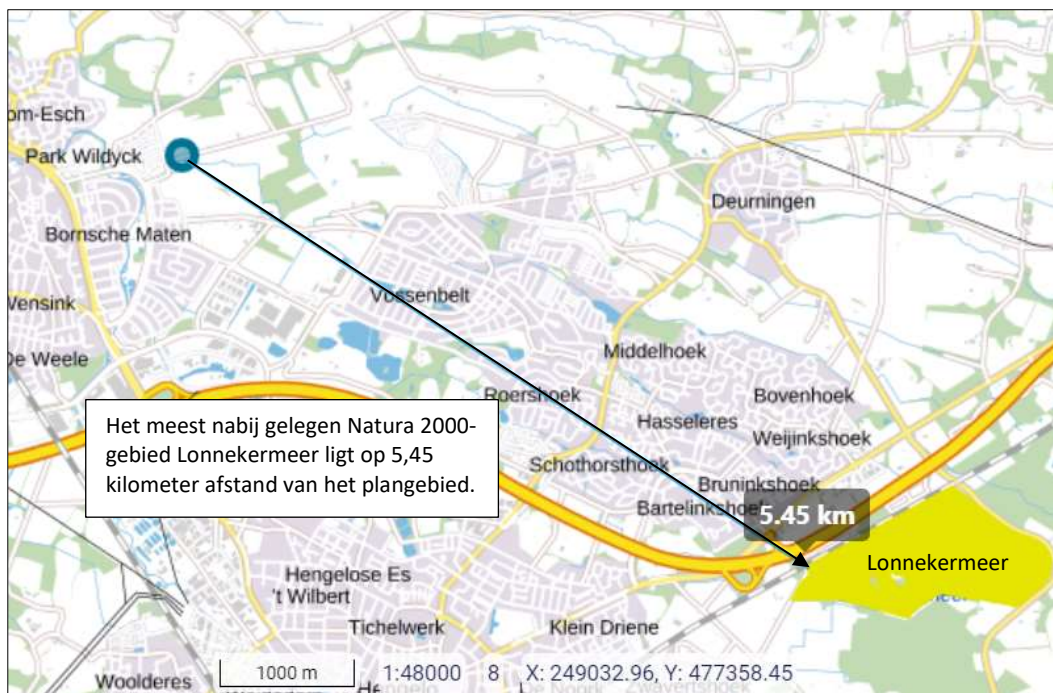 om-Esch
Park Wildyck
Deurningen
Bornsche Maten
Vossenbelt
Wensink
Middelhoek
De Weele
Roershoek
Bovenhoek
Hasseleres
Weijinkshoek
Het meest nabij gelegen Natura 2000-
gebied Lonnekermeer ligt op 5,45
kilometer afstand van het plangebied.
Schothorsthoek
Bruninkshoek
Bartelinkshoek
5.45 km
Lonnekermeer
Hengelose Es
't Wilbert
Tichelwerk
Klein Driene
1000 m
1:48000 8 X: 249032.96, Y: 477358.45
Woolderes